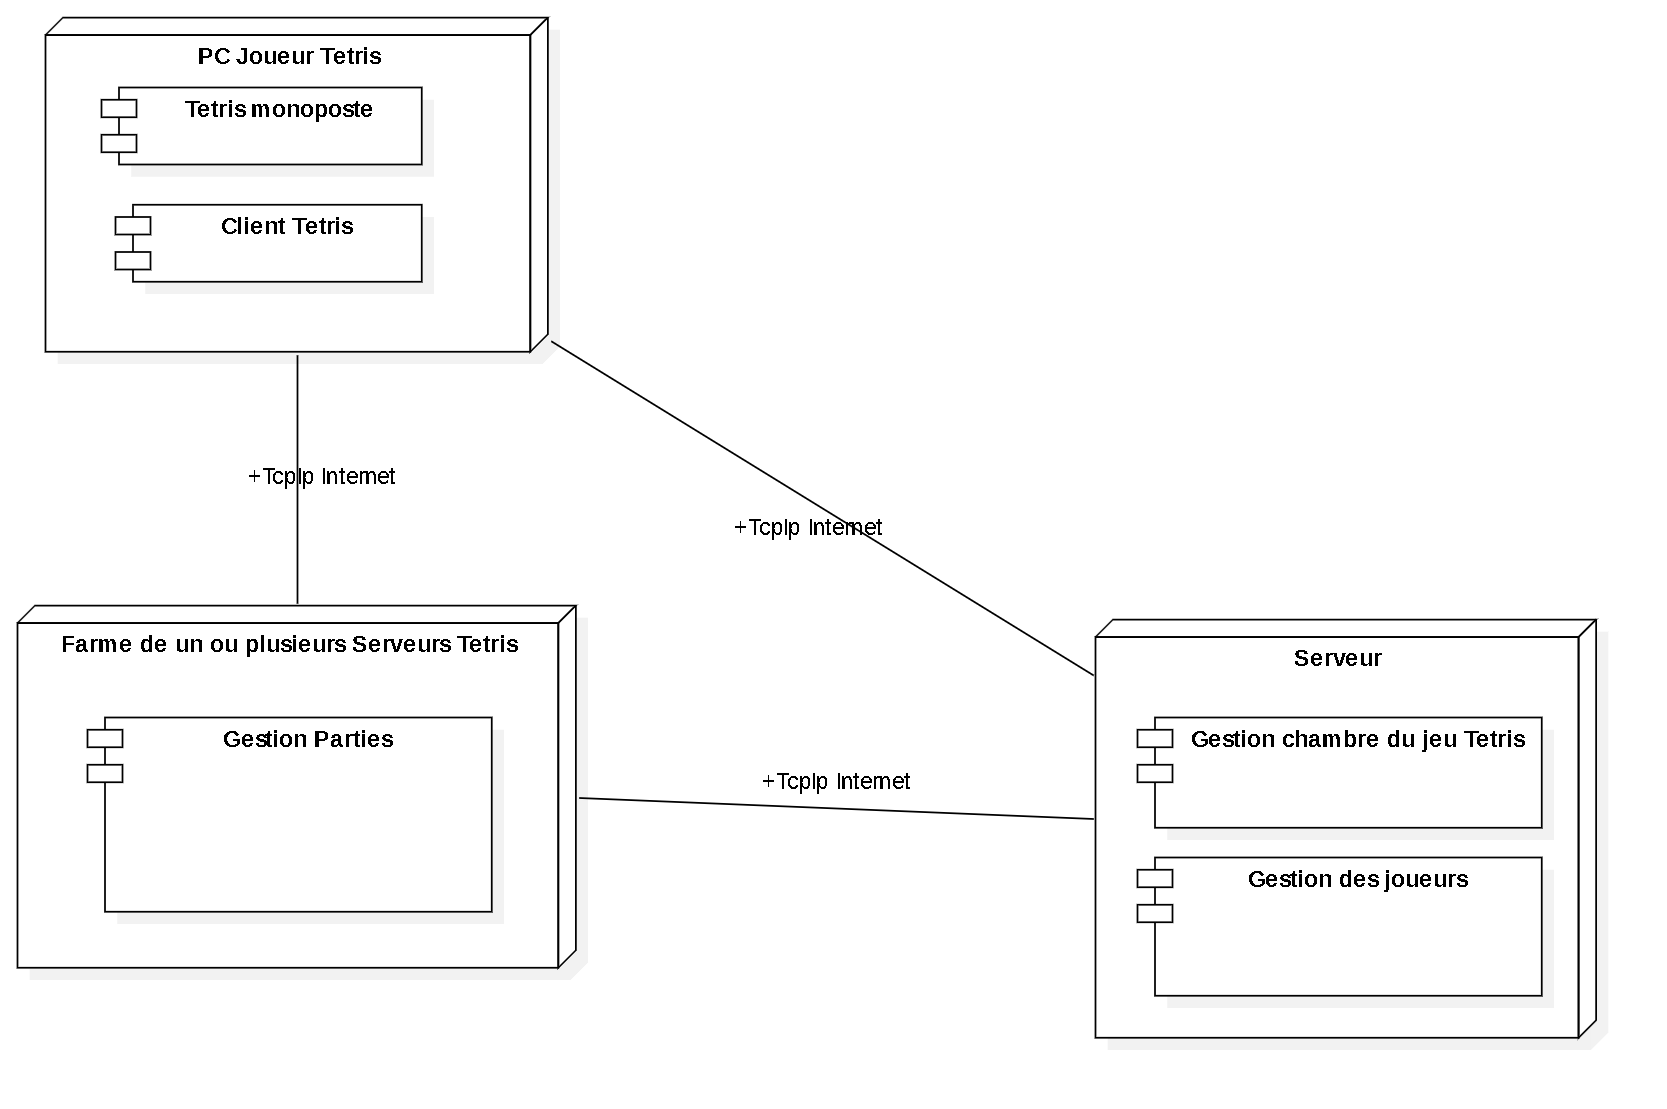 PC Joueur Tetris
Tetris monoposte
Client Tetris
+TcpIp Internet
+TcpIp Internet
Farme de un ou plusieurs Serveurs Tetris
Gestion Parties
+TcpIp Internet
Serveur
Gestion chambre du jeu Tetris
Gestion des joueurs